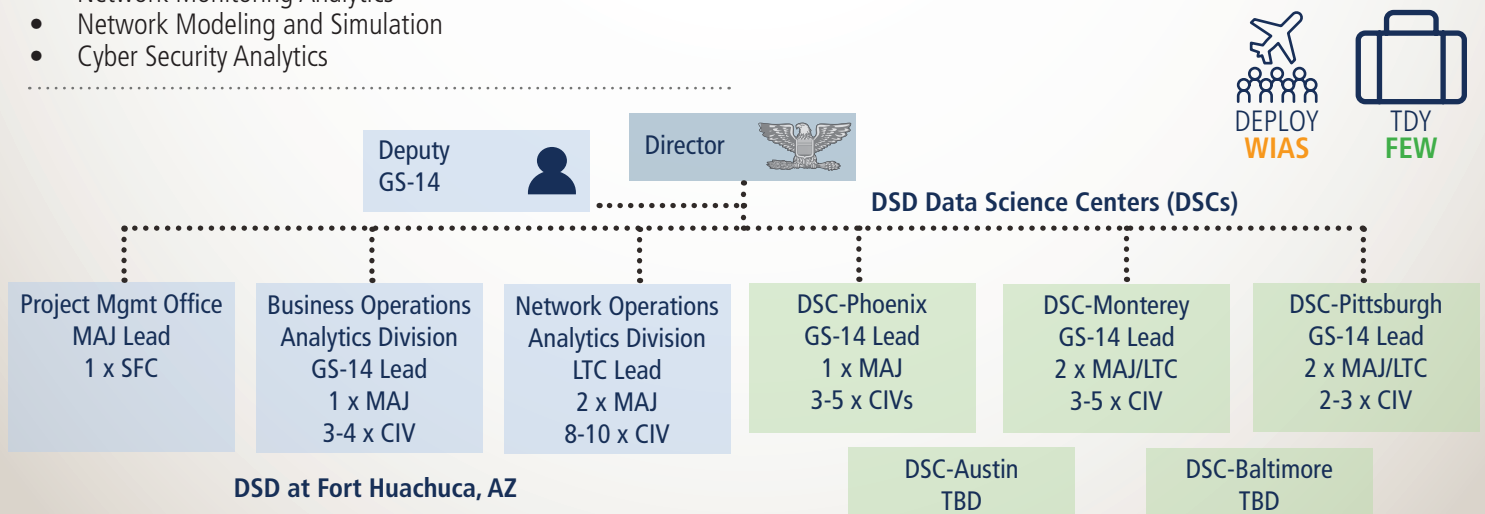 Network Monitoring Analytics
• Network Modeling and Simulation
• Cyber Security Analytics
DEPLOY
WIAS
TDY
FEW
Deputy
GS-14
Director
DSD Data Science Centers (DSCs)
Project Mgmt Office
MAJ Lead
1 x SFC
Business Operations
Analytics Division
GS-14 Lead
1 x MAJ
3-4 x CIV
Network Operations
Analytics Division
LTC Lead
2 x MAJ
8-10 x CIV
DSC-Phoenix
GS-14 Lead
1 x MAJ
3-5 x CIVs
DSC-Monterey
GS-14 Lead
2 x MAJ/LTC
3-5 x CIV
DSC-Pittsburgh
GS-14 Lead
2 x MAJ/LTC
2-3 x CIV
DSD at Fort Huachuca, AZ
DSC-Austin
TBD
DSC-Baltimore
TBD